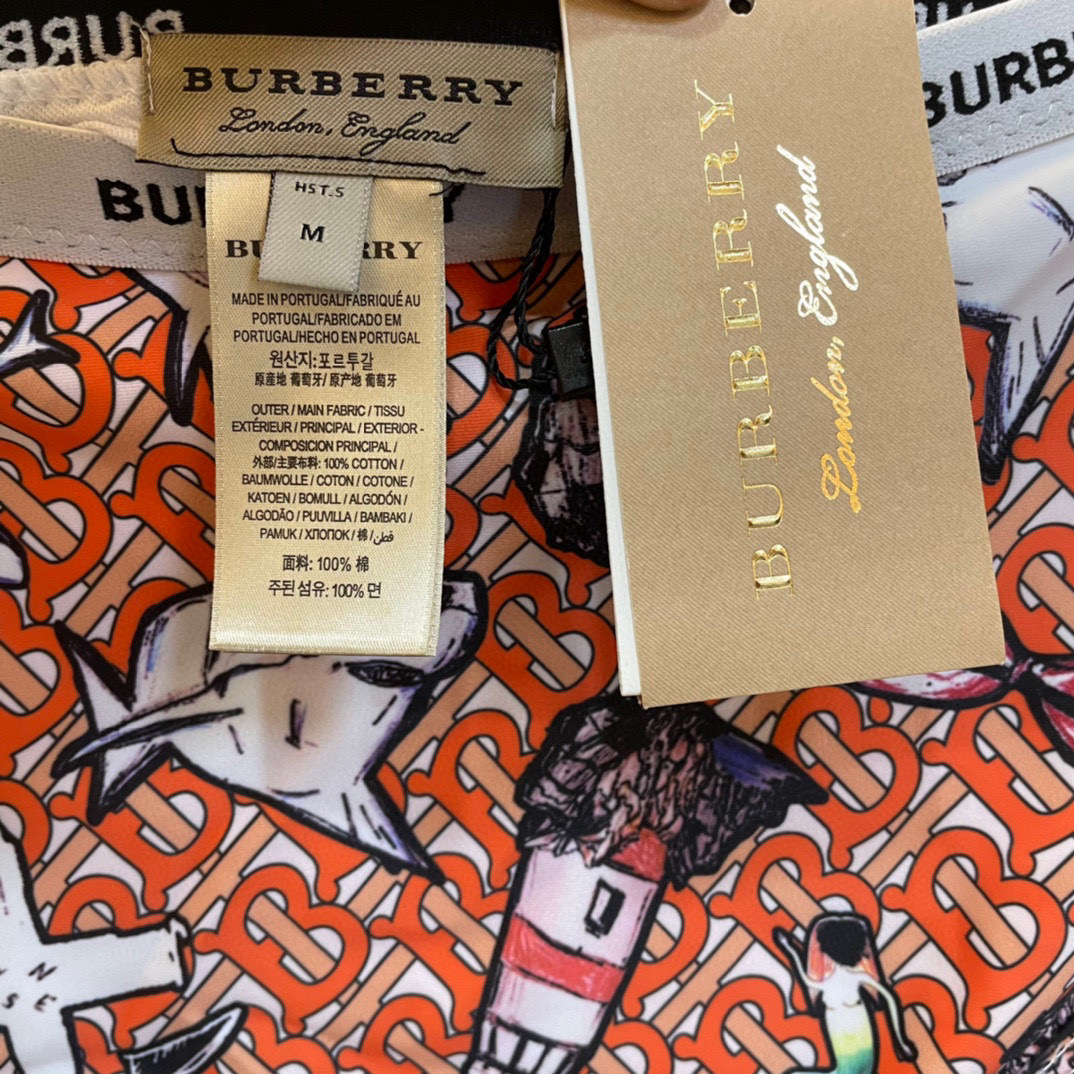 BURBERRY
London, England
HST.S
M
BURBERRY
MADE IN PORTUGAL/FABRIQUÉ AU
PORTUGAL/FABRICADO EM
PORTUGAL/HECHO EN PORTUGAL
원산지:포르투갈
原産地 葡萄牙/ 原产地 葡萄牙
OUTER / MAIN FABRIC / TISSU
EXTÉRIEUR / PRINCIPAL / EXTERIOR -
COMPOSICIÓN PRINCIPAL /
外部/主要布料: 100% COTTON /
BAUMWOLLE / COTON / COTONE /
KATOEN / BOMULL / ALGODÓN /
ALGODÃO / PUUVILLA / BAMBAKI /
PAMUK / ХЛОПОК / 棉 / قطن
面料: 100% 棉
주된 섬유: 100% 면
BURBERRY
London, England
BURB
BURB
BU